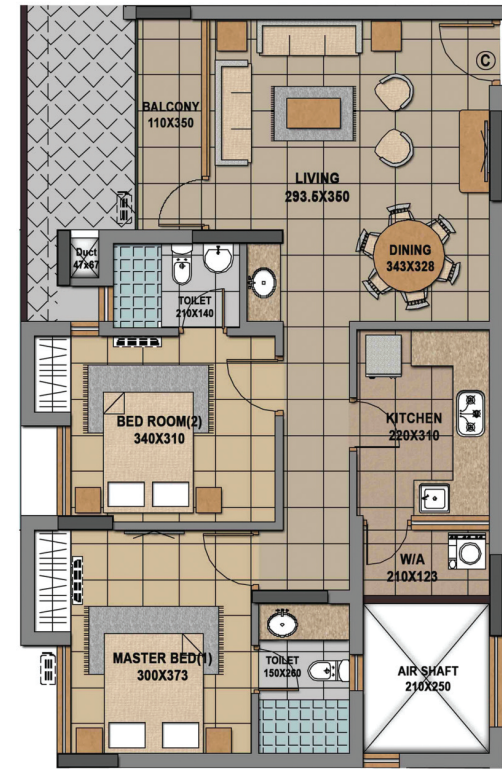 C
BALCONY
110X350
LIVING
293.5X350
DINING
343X328
Duct
47x67
TOILET
210X140
BED ROOM(2)
340X310
KITCHEN
220X310
W/A
210X123
MASTER BED(1)
300X373
TOILET
150X260
AIR SHAFT
210X250